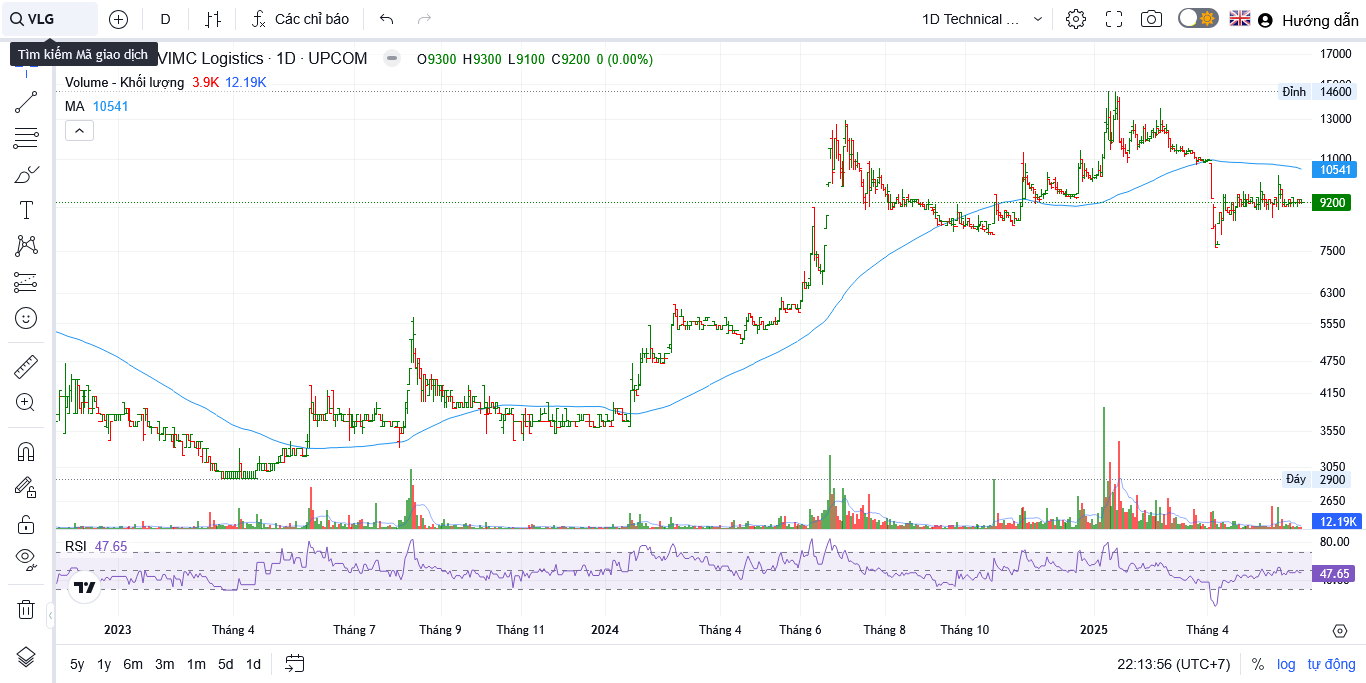 VLG
D
Các chỉ báo
1D Technical ...
Hướng dẫn
Tìm kiếm Mã giao dịch
VIMC Logistics · 1D · UPCOM
O9300 H9300 L9100 C9200 0 (0.00%)
Volume - Khối lượng 3.9K 12.19K
MA 10541
17000
Đỉnh 14600
13000
11000
10541
9200
7500
6300
5550
4750
4150
3550
3050
Đáy 2900
2650
12.19K
RSI 47.65
80.00
47.65
2023
Tháng 4
Tháng 7
Tháng 9
Tháng 11
2024
Tháng 4
Tháng 6
Tháng 8
Tháng 10
2025
Tháng 4
5y 1y 6m 3m 1m 5d 1d
22:13:56 (UTC+7)
% log tự động